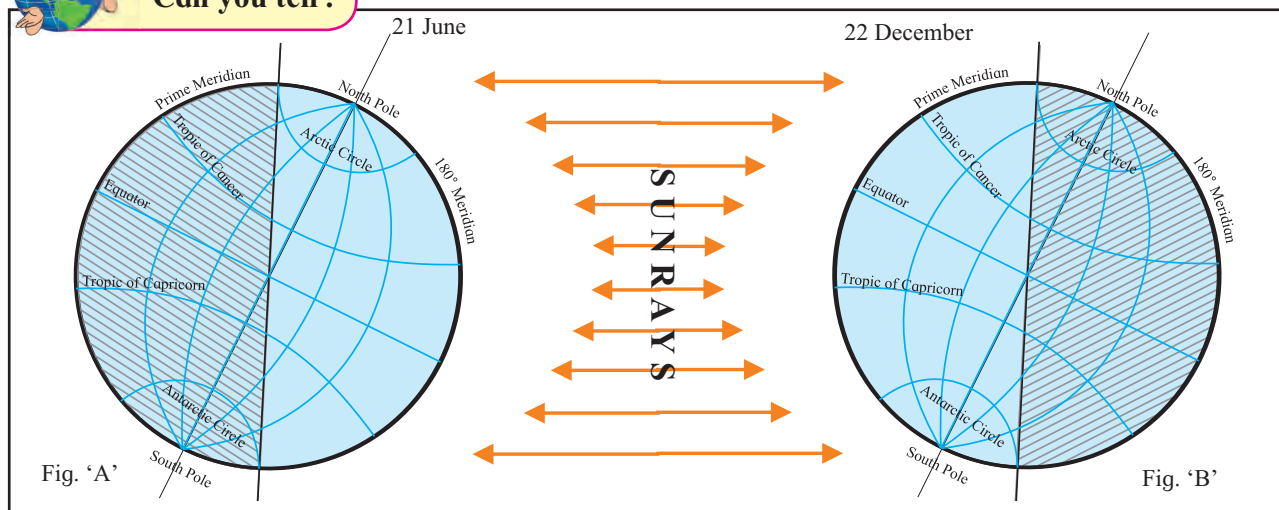 Can you tell?
21 June
22 December
Prime Meridian
North Pole
Arctic Circle
Tropic of Cancer
180° Meridian
Equator
Tropic of Capricorn
Antarctic Circle
South Pole
Fig. ‘A’
SUNRAYS
Prime Meridian
North Pole
Arctic Circle
Tropic of Cancer
180° Meridian
Equator
Tropic of Capricorn
Antarctic Circle
South Pole
Fig. ‘B’